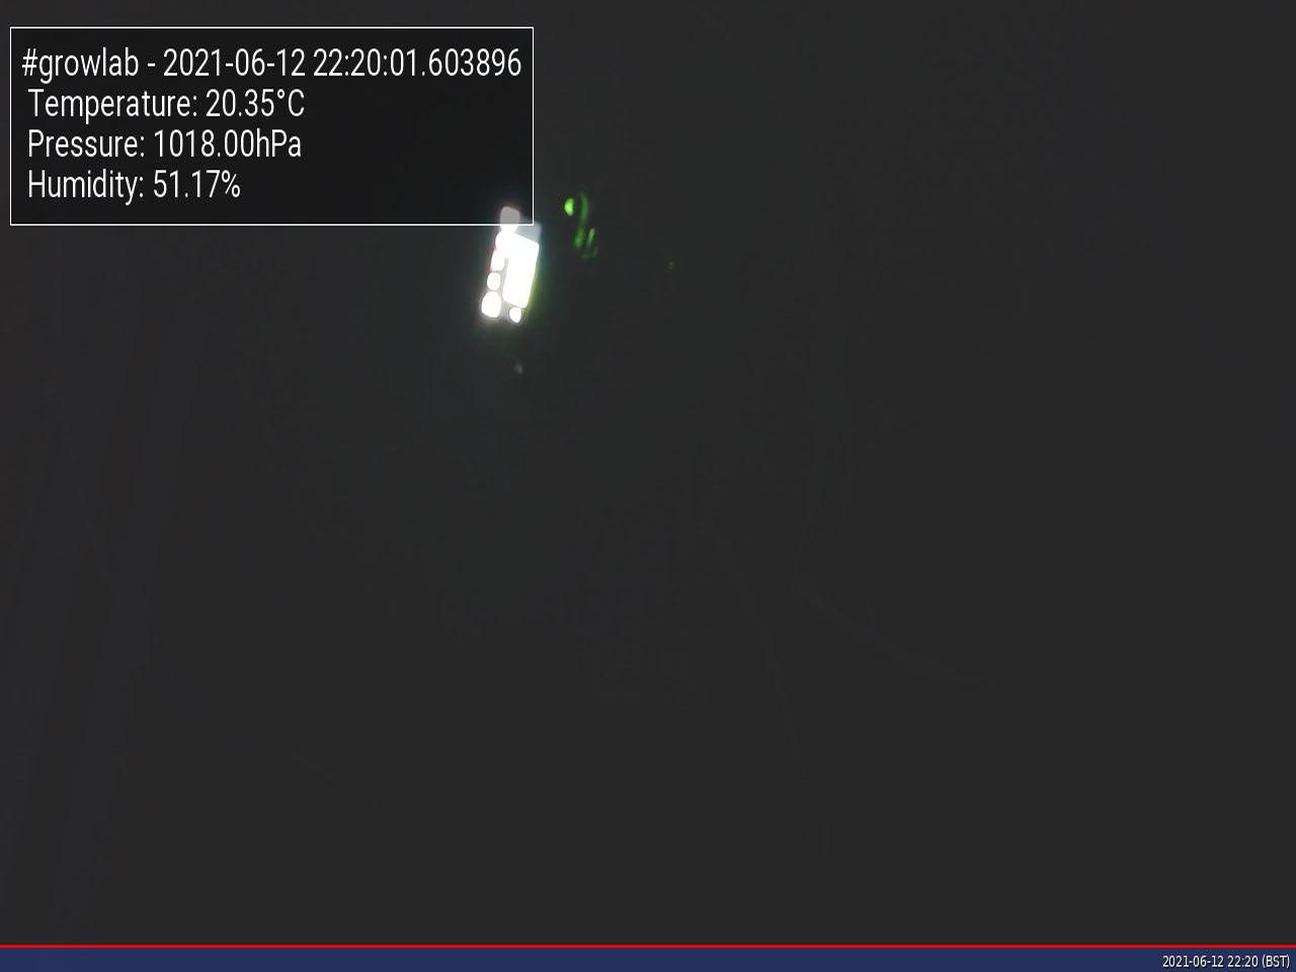 #growlab - 2021-06-12 22:20:01.603896
Temperature: 20.35°C
Pressure: 1018.00hPa
Humidity: 51.17%
2021-06-12 22:20 (BST)